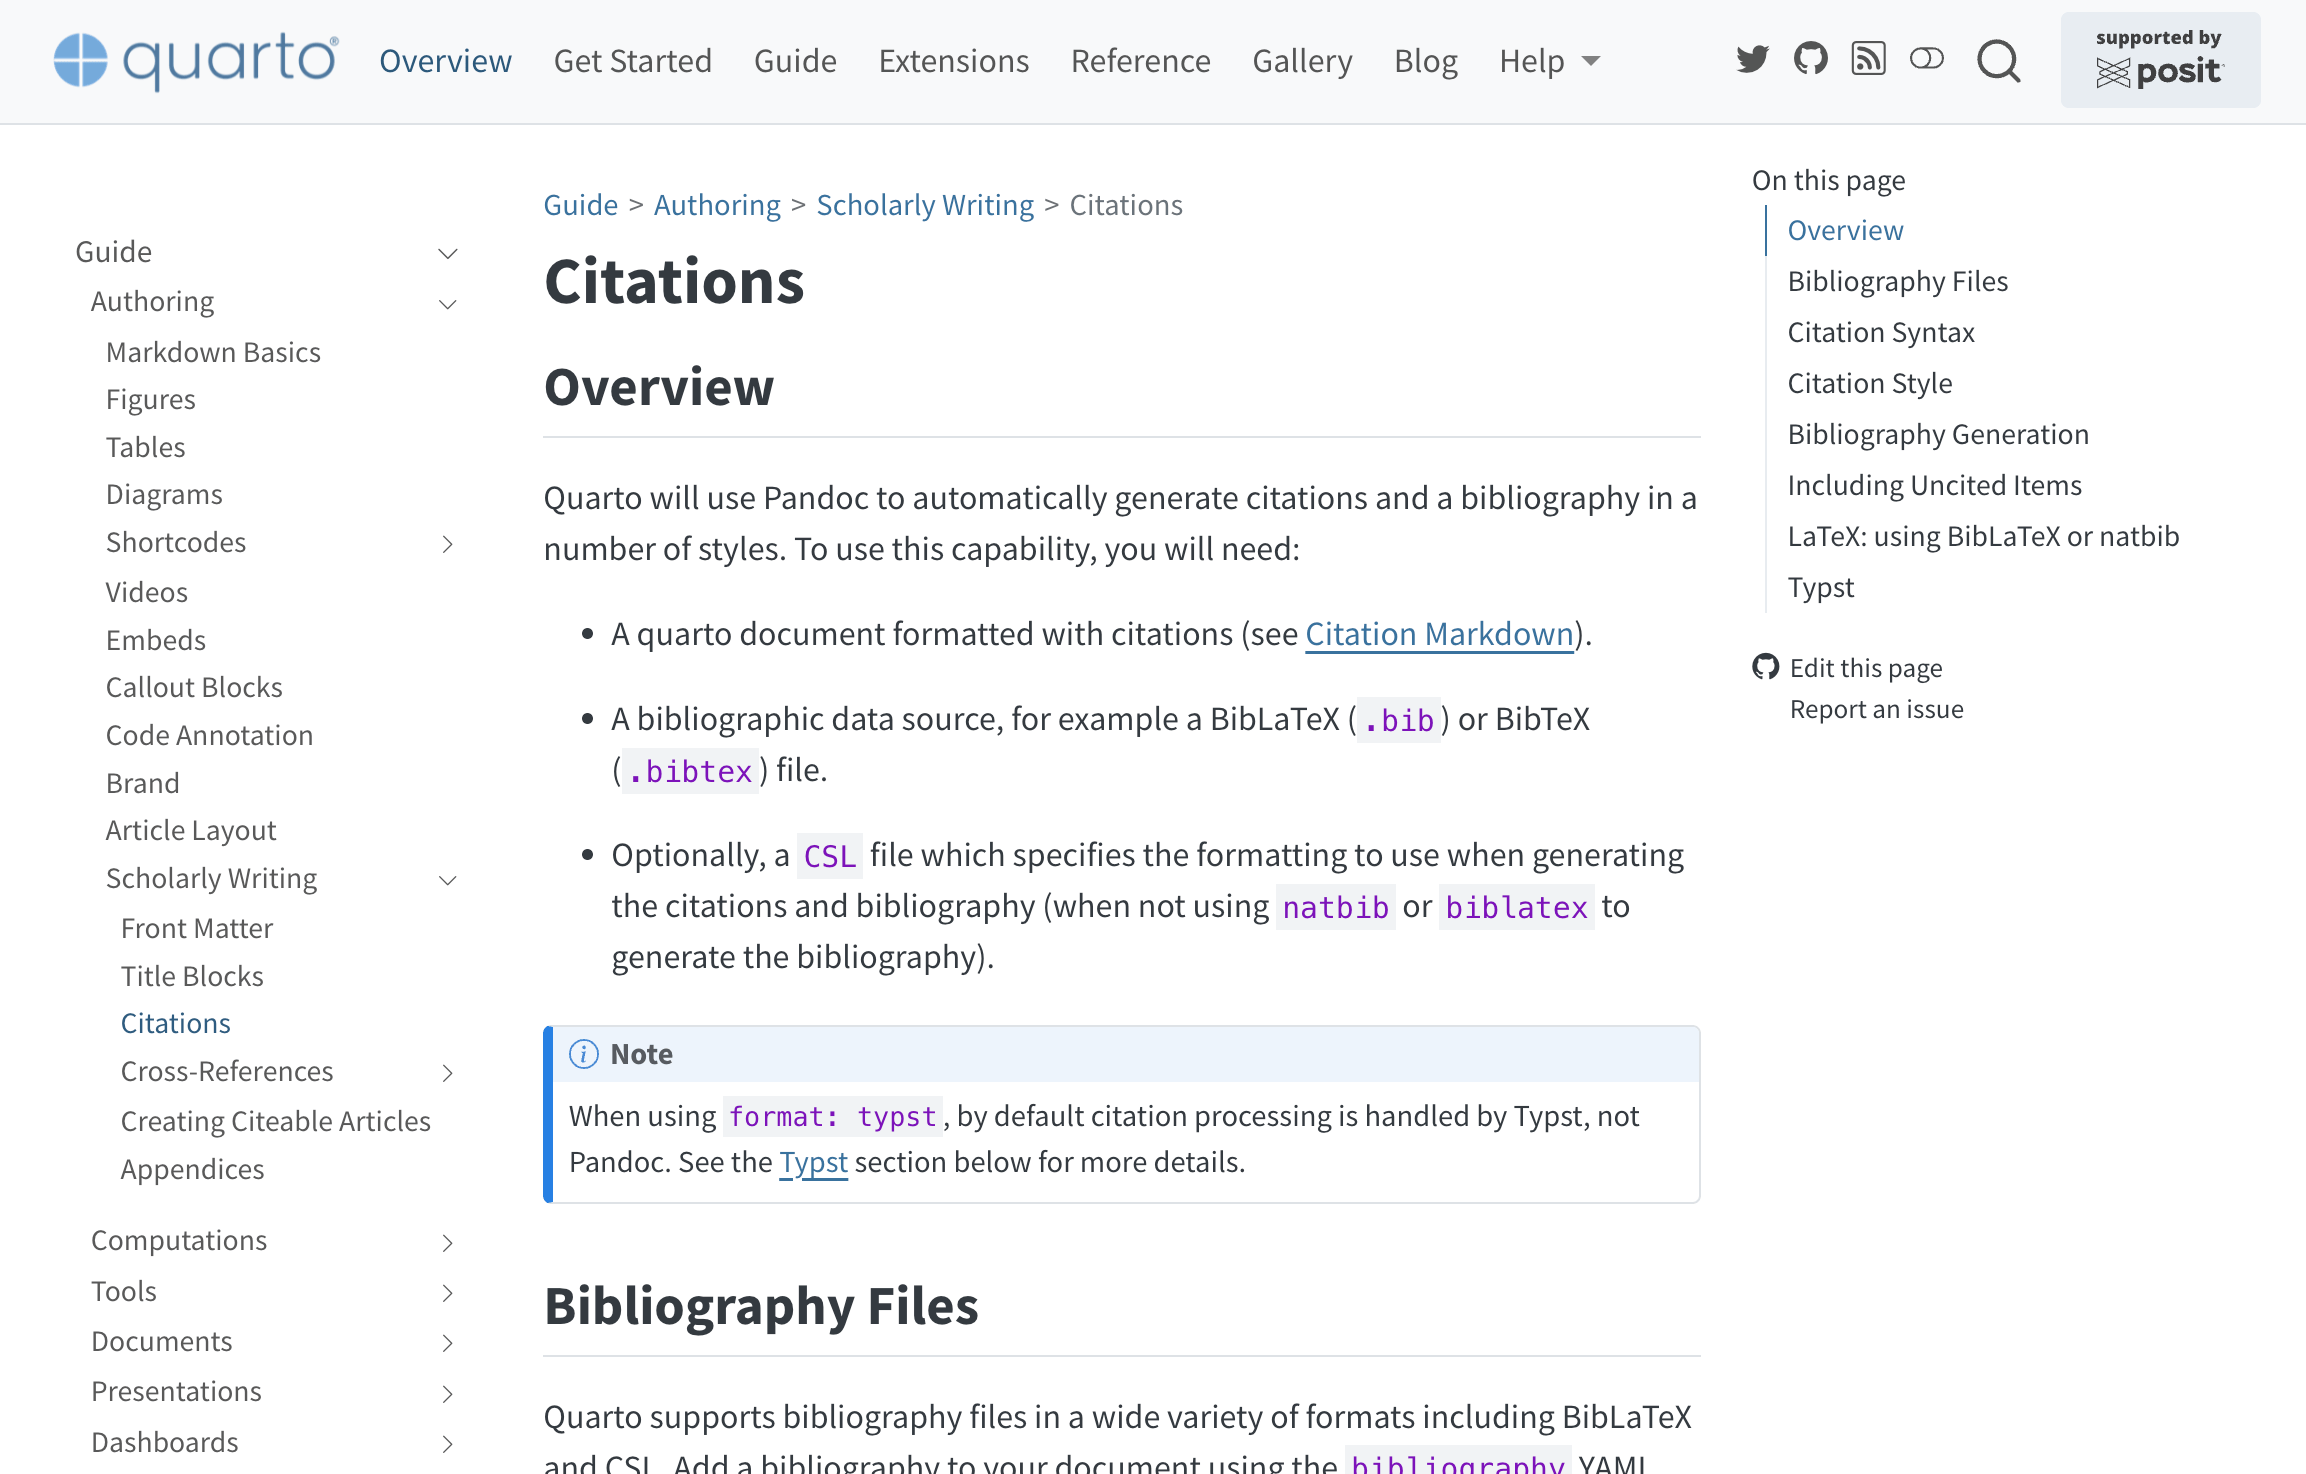 quarto®
Overview
Get Started
Guide
Extensions
Reference
Gallery
Blog
Help
supported by
posit
Guide
Authoring
Markdown Basics
Figures
Tables
Diagrams
Shortcodes
Videos
Embeds
Callout Blocks
Code Annotation
Brand
Article Layout
Scholarly Writing
Front Matter
Title Blocks
Citations
Cross-References
Creating Citeable Articles
Appendices
Computations
Tools
Documents
Presentations
Dashboards
Guide > Authoring > Scholarly Writing > Citations
Citations
Overview
Quarto will use Pandoc to automatically generate citations and a bibliography in a
number of styles. To use this capability, you will need:
• A quarto document formatted with citations (see Citation Markdown).
• A bibliographic data source, for example a BibLaTeX (.bib) or BibTeX
(.bibtex) file.
• Optionally, a CSL file which specifies the formatting to use when generating
the citations and bibliography (when not using natbib or biblatex to
generate the bibliography).
Note
When using format: typst, by default citation processing is handled by Typst, not
Pandoc. See the Typst section below for more details.
Bibliography Files
Quarto supports bibliography files in a wide variety of formats including BibLaTeX
and CSL. Add a bibliography to your document using the bibliography YAML
On this page
Overview
Bibliography Files
Citation Syntax
Citation Style
Bibliography Generation
Including Uncited Items
LaTeX: using BibLaTeX or natbib
Typst
Edit this page
Report an issue